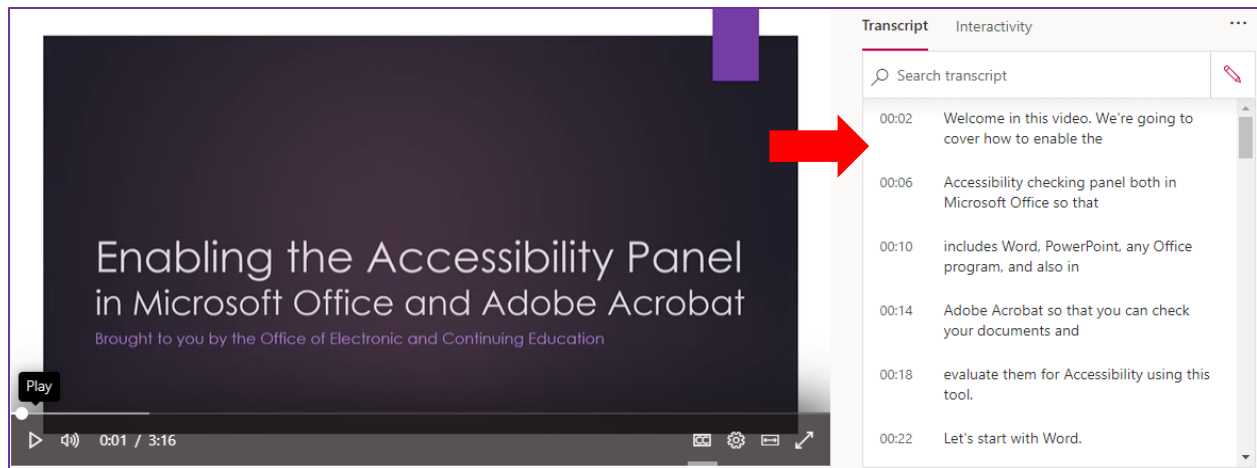 Enabling the Accessibility Panel
in Microsoft Office and Adobe Acrobat
Brought to you by the Office of Electronic and Continuing Education
Play
0:01 / 3:16
CC
Transcript Interactivity
Search transcript
00:02 Welcome in this video. We're going to
cover how to enable the
00:06 Accessibility checking panel both in
Microsoft Office so that
00:10 includes Word, PowerPoint, any Office
program, and also in
00:14 Adobe Acrobat so that you can check
your documents and
00:18 evaluate them for Accessibility using this
tool.
00:22 Let's start with Word.